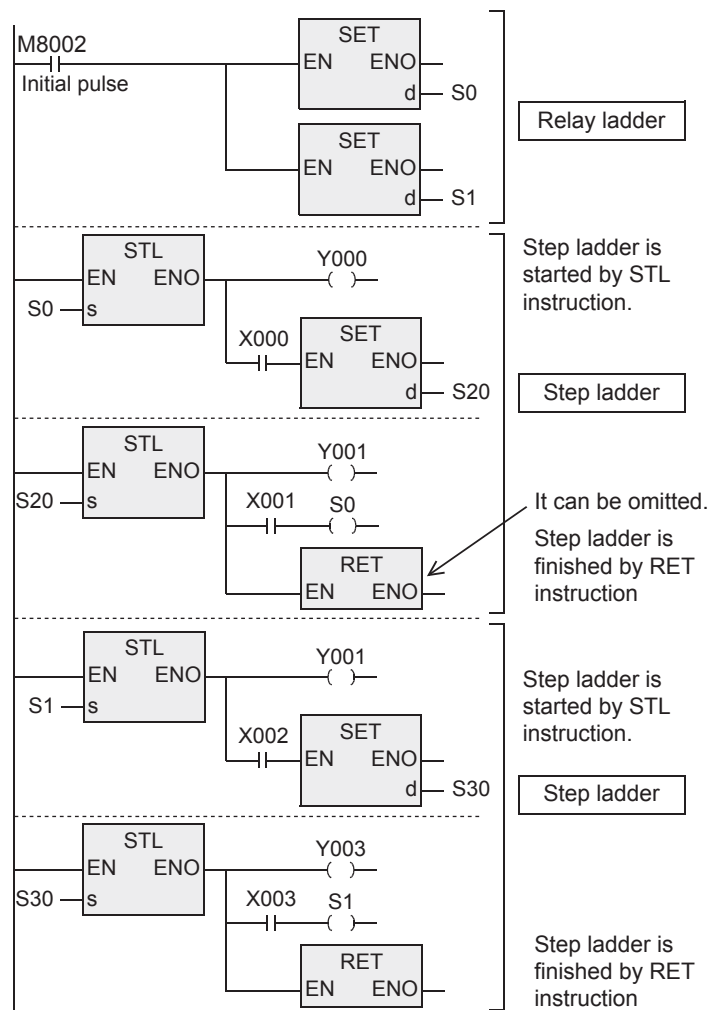 M8002
Initial pulse
SET
EN ENO
d S0
SET
EN ENO
d S1
Relay ladder
STL
EN ENO
S0 s
Y000
X000
SET
EN ENO
d S20
Step ladder is
started by STL
instruction.
Step ladder
STL
EN ENO
S20 s
Y001
X001 S0
RET
EN ENO
It can be omitted.
Step ladder is
finished by RET
instruction
STL
EN ENO
S1 s
Y001
X002
SET
EN ENO
d S30
Step ladder is
started by STL
instruction.
Step ladder
STL
EN ENO
S30 s
Y003
X003 S1
RET
EN ENO
Step ladder is
finished by RET
instruction